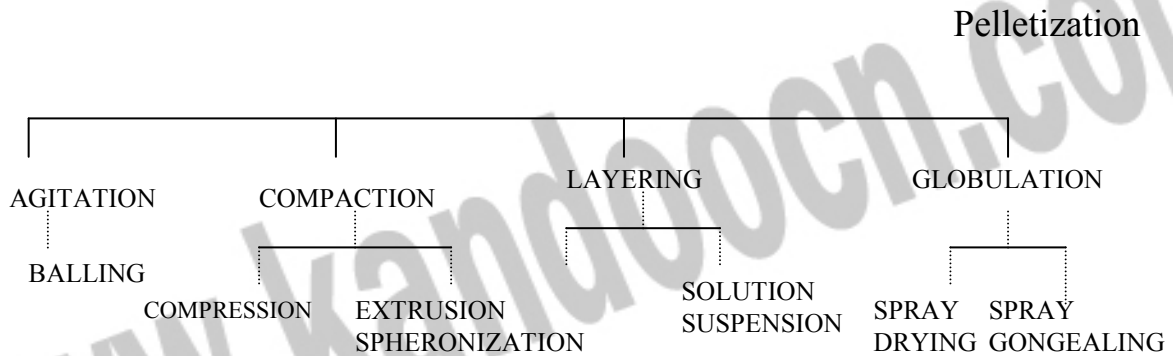 Pelletization
AGITATION
COMPACTION
LAYERING
GLOBULATION
BALLING
COMPRESSION
EXTRUSION
SPHERONIZATION
SOLUTION
SUSPENSION
SPRAY
DRYING
SPRAY
GONGEALING
www.kandoocn.com